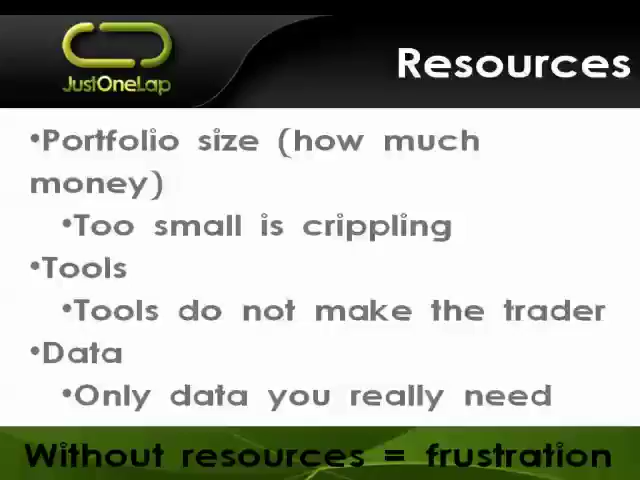 JustOneLap
Resources
•Portfolio size (how much
money)
•Too small is crippling
•Tools
•Tools do not make the trader
•Data
•Only data you really need
Without resources = frustration